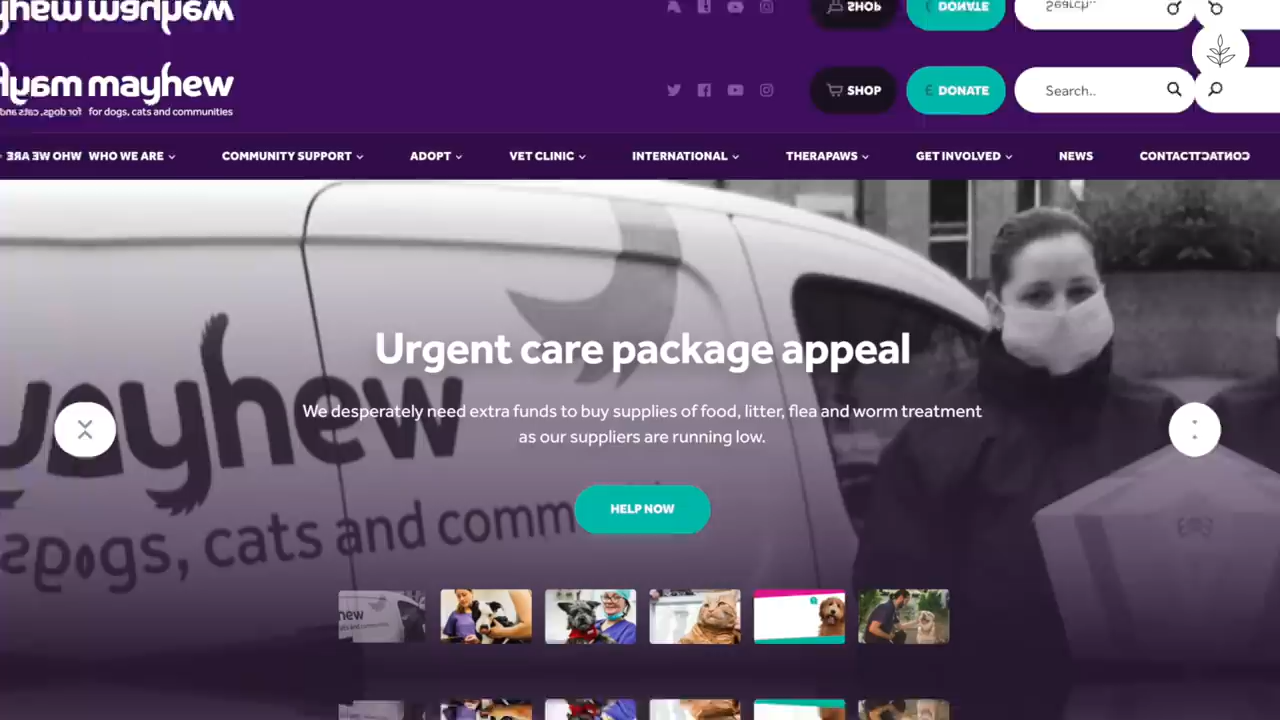 mayhew
for dogs, cats and communities
SHOP
DONATE
Search..
WHO WE ARE
COMMUNITY SUPPORT
ADOPT
VET CLINIC
INTERNATIONAL
THERAPAWS
GET INVOLVED
NEWS
CONTACT
Urgent care package appeal
mayhew
We desperately need extra funds to buy supplies of food, litter, flea and worm treatment
as our suppliers are running low.
HELP NOW
dogs, cats and comm